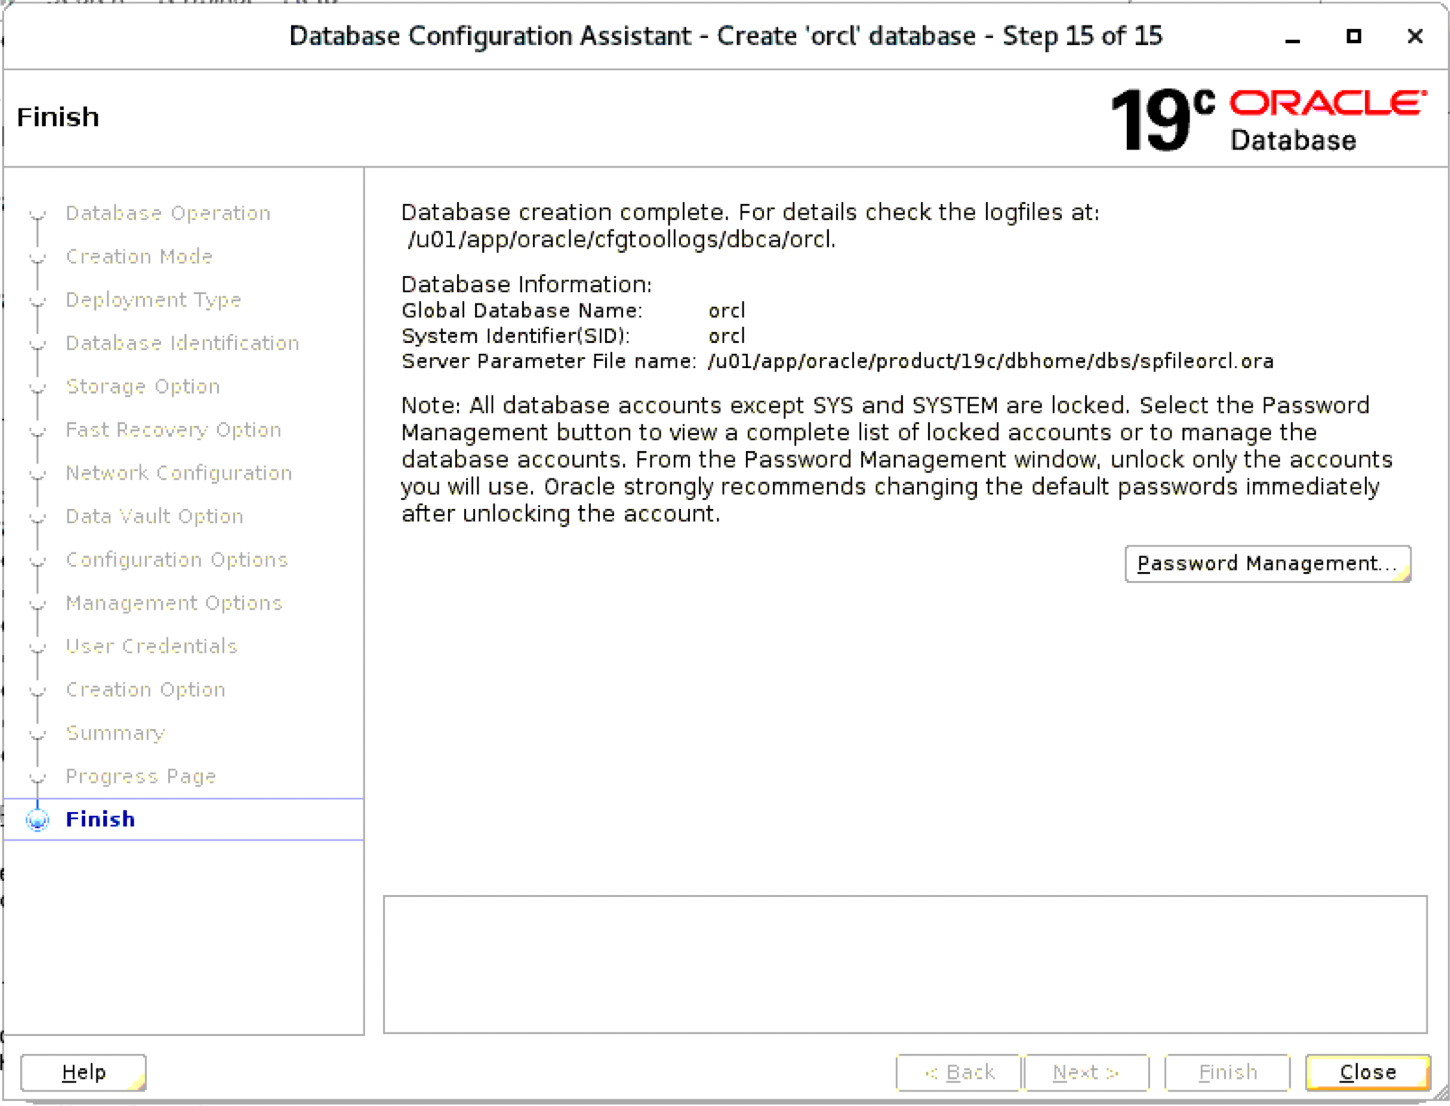 Database Configuration Assistant - Create 'orcl' database - Step 15 of 15
Finish
19c ORACLE
Database
Database Operation
Creation Mode
Deployment Type
Database Identification
Storage Option
Fast Recovery Option
Network Configuration
Data Vault Option
Configuration Options
Management Options
User Credentials
Creation Option
Summary
Progress Page
Finish
Database creation complete. For details check the logfiles at:
/u01/app/oracle/cfgtoollogs/dbca/orcl.
Database Information:
Global Database Name: orcl
System Identifier(SID): orcl
Server Parameter File name: /u01/app/oracle/product/19c/dbhome/dbs/spfileorcl.ora
Note: All database accounts except SYS and SYSTEM are locked. Select the Password
Management button to view a complete list of locked accounts or to manage the
database accounts. From the Password Management window, unlock only the accounts
you will use. Oracle strongly recommends changing the default passwords immediately
after unlocking the account.
Password Management...
Help
< Back
Next >
Finish
Close